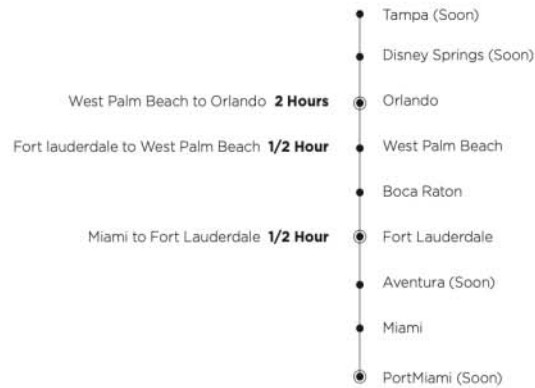 Tampa (Soon)
Disney Springs (Soon)
West Palm Beach to Orlando 2 Hours
Orlando
Fort lauderdale to West Palm Beach 1/2 Hour
West Palm Beach
Boca Raton
Miami to Fort Lauderdale 1/2 Hour
Fort Lauderdale
Aventura (Soon)
Miami
PortMiami (Soon)